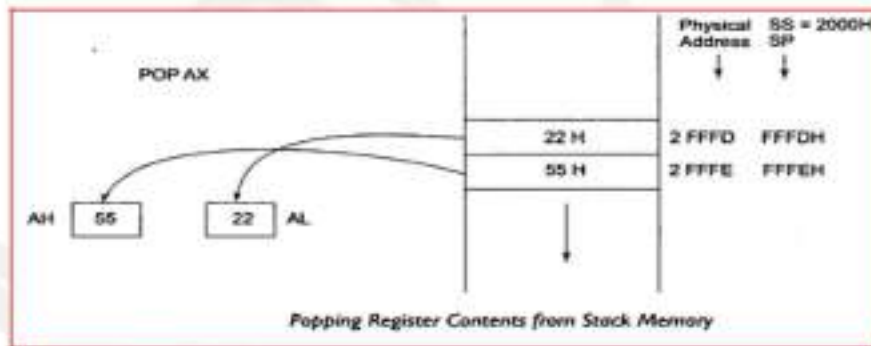 Physical SS = 2000H
Address SP
POP AX
22 H 2 FFFD FFFDH
55 H 2 FFFE FFFEH
AH 55 22 AL
Popping Register Contents from Stack Memory